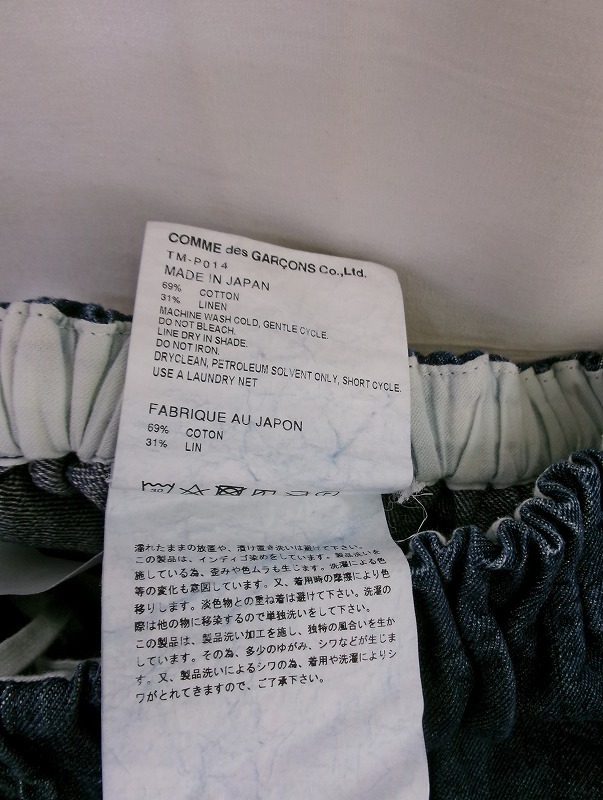 COMME des GARÇONS Co.,Ltd.
TM-P014
MADE IN JAPAN
69% COTTON
31% LINEN
MACHINE WASH COLD, GENTLE CYCLE.
DO NOT BLEACH.
LINE DRY IN SHADE.
DO NOT IRON.
DRYCLEAN, PETROLEUM SOLVENT ONLY, SHORT CYCLE.
USE A LAUNDRY NET
FABRIQUE AU JAPON
69% COTON
31% LIN
30
濡れたままの放置や、漬け置き洗いは避けて下さい。
この製品は、インディゴ染めをしています。製品洗いを
施している為、歪みや色ムラも生じます。洗濯による色
等の変化も意図しています。又、着用時の摩擦により色
移りします。淡色物との重ね着は避けて下さい。洗濯の
際は他の物に移染するので単独洗いをして下さい。
この製品は、製品洗い加工を施し、独特の風合いを生か
しています。その為、多少のゆがみ、シワなどが生じま
す。又、製品洗いによるシワの為、着用や洗濯によりシ
ワがとれてきますので、ご了承下さい。